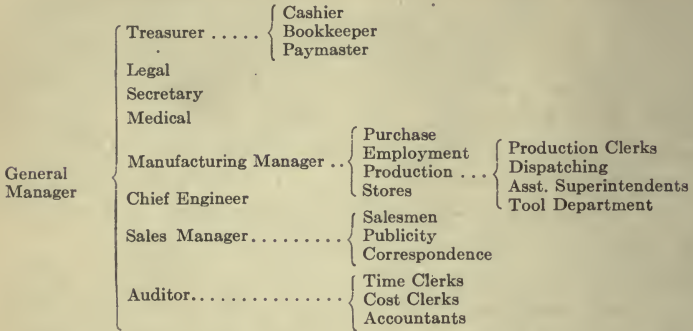 Cashier
Treasurer ..... Bookkeeper
Paymaster
Legal
Secretary
Medical
Purchase
Manufacturing Manager .. Employment Production Clerks
General Production ... Dispatching
Manager Stores Asst. Superintendents
Chief Engineer Tool Department
Salesmen
Sales Manager......... Publicity
Correspondence
Time Clerks
Auditor............... Cost Clerks
Accountants